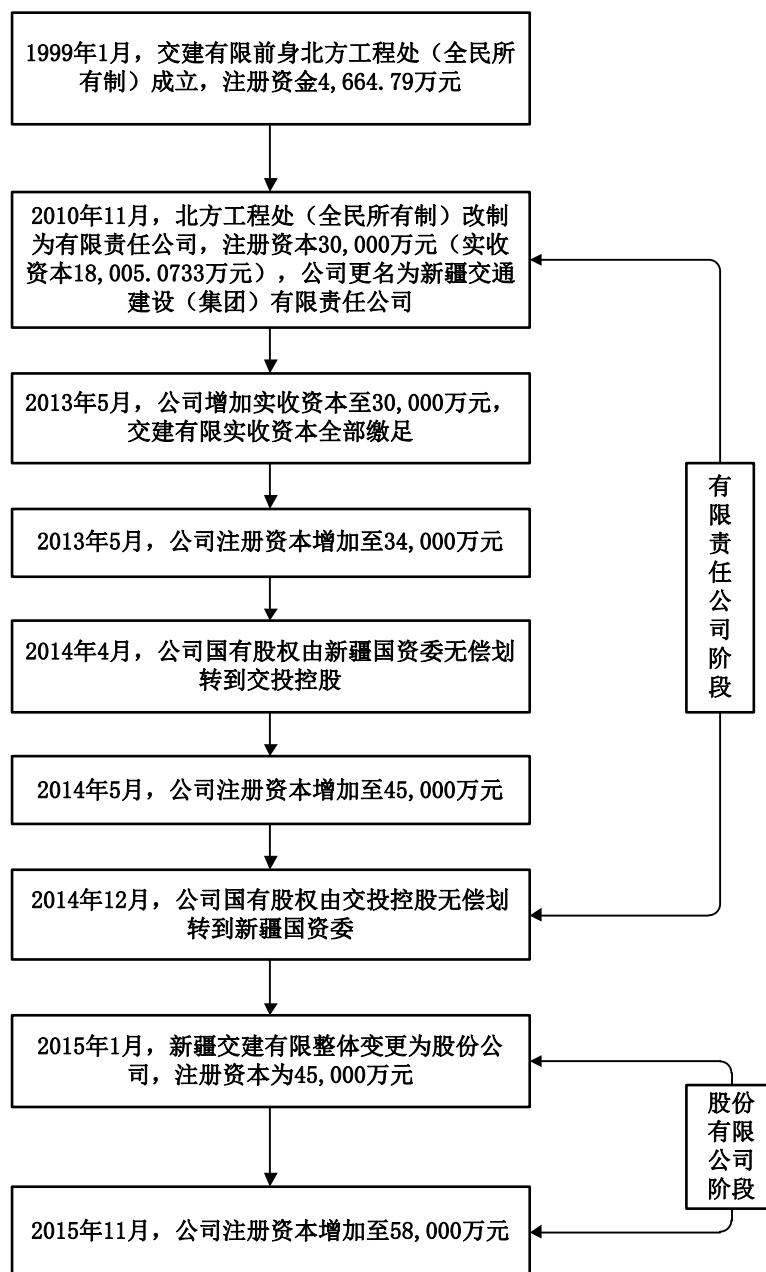 1999年1月，交建有限前身北方工程处（全民所
有制）成立，注册资金4,664.79万元
2010年11月，北方工程处（全民所有制）改制
为有限责任公司，注册资本30,000万元（实收
资本18,005.0733万元），公司更名为新疆交通
建设（集团）有限责任公司
2013年5月，公司增加实收资本至30,000万元，
交建有限实收资本全部缴足
2013年5月，公司注册资本增加至34,000万元
2014年4月，公司国有股权由新疆国资委无偿划
转到交投控股
2014年5月，公司注册资本增加至45,000万元
2014年12月，公司国有股权由交投控股无偿划
转到新疆国资委
有
限
责
任
公
司
阶
段
2015年1月，新疆交建有限整体变更为股份公
司，注册资本为45,000万元
2015年11月，公司注册资本增加至58,000万元
股份
有限
公司
阶段